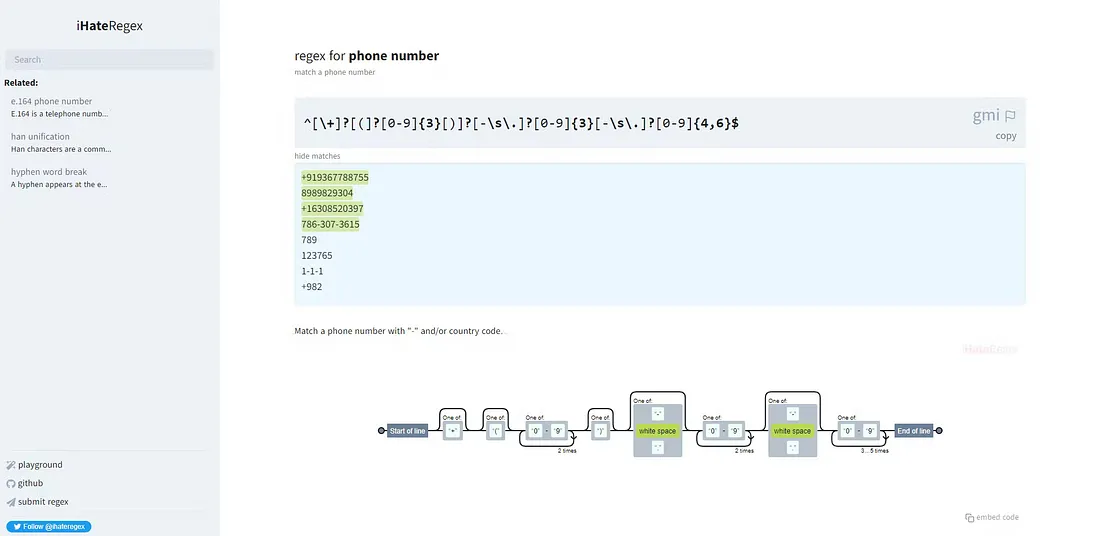 iHateRegex
Search
Related:
e.164 phone number
E.164 is a telephone numb...
han unification
Han characters are a comm...
hyphen word break
A hyphen appears at the e...
playground
github
submit regex
Follow @ihateregex
regex for phone number
match a phone number
^[\+]?[(]?[0-9]{3}[)]?[-\s\.]?[0-9]{3}[-\s\.]?[0-9]{4,6}$
gmi
copy
hide matches
+919367788755
8989829304
+16308520397
786-307-3615
789
123765
1-1-1
+982
Match a phone number with "-" and/or country code.
iHateRegex
One of: One of: One of: One of: One of: One of: One of: One of:
Start of line "+" "(" "0" - "9" ")" "-" white space "." "0" - "9" "-" white space "." "0" - "9" End of line
2 times 2 times 3...5 times
embed code